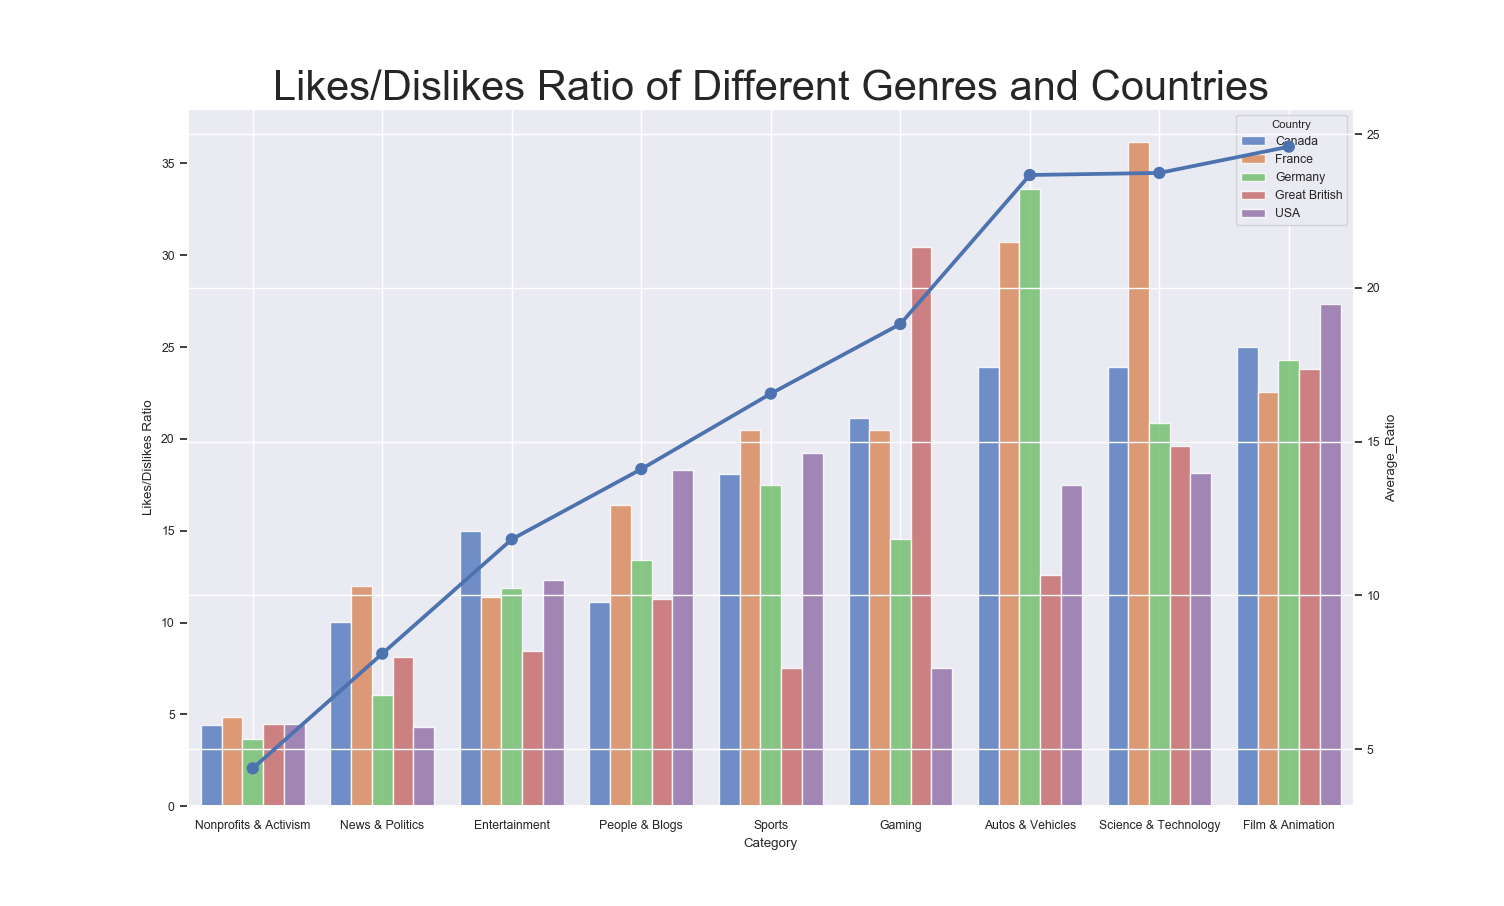 Likes/Dislikes Ratio of Different Genres and Countries
Country
Canada
France
Germany
Great British
USA
35
30
25
20
15
10
5
0
Likes/Dislikes Ratio
25
20
15
10
5
Average_Ratio
Nonprofits & Activism
News & Politics
Entertainment
People & Blogs
Sports
Gaming
Autos & Vehicles
Science & Technology
Film & Animation
Category